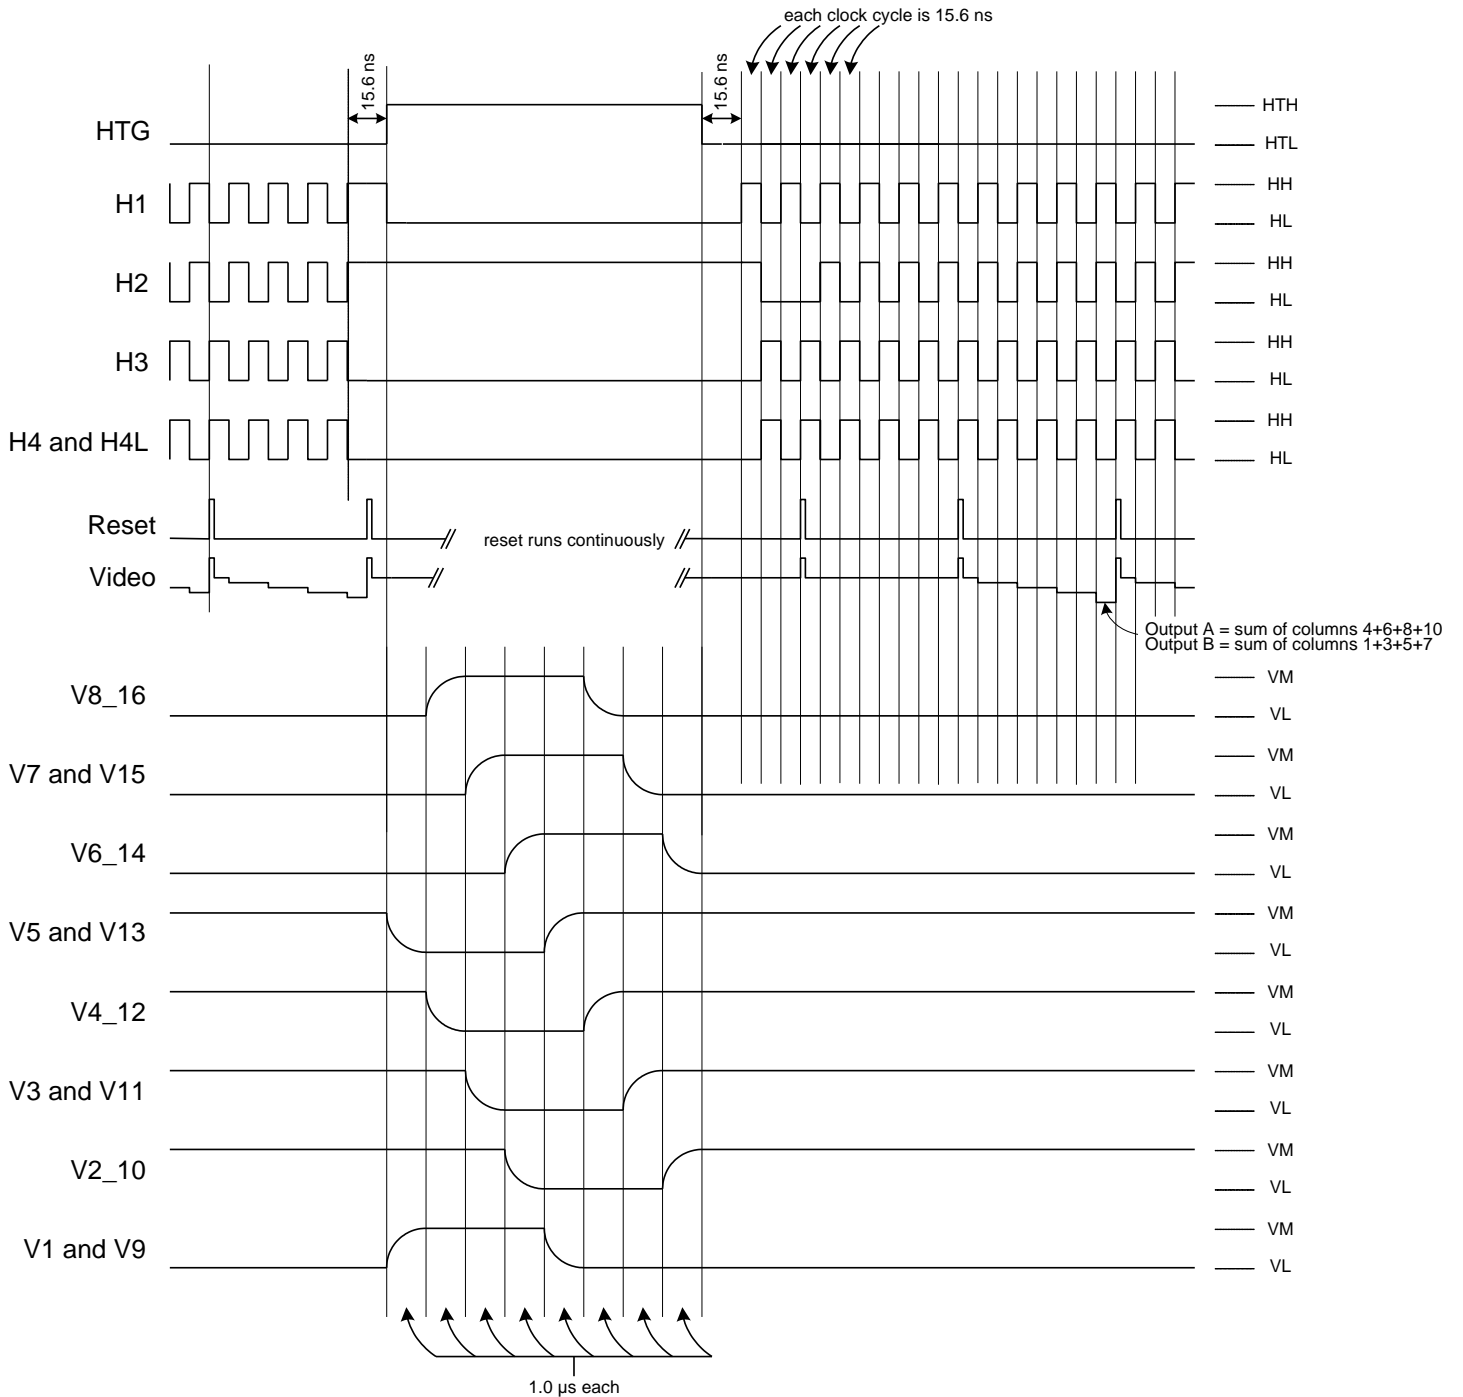 each clock cycle is 15.6 ns
15.6 ns
15.6 ns
HTG
HTH
HTL
H1
HH
HL
H2
HH
HL
H3
HH
HL
H4 and H4L
HH
HL
Reset
reset runs continuously
Video
Output A = sum of columns 4+6+8+10
Output B = sum of columns 1+3+5+7
V8_16
VM
VL
V7 and V15
VM
VL
V6_14
VM
VL
V5 and V13
VM
VL
V4_12
VM
VL
V3 and V11
VM
VL
V2_10
VM
VL
V1 and V9
VM
VL
1.0 µs each